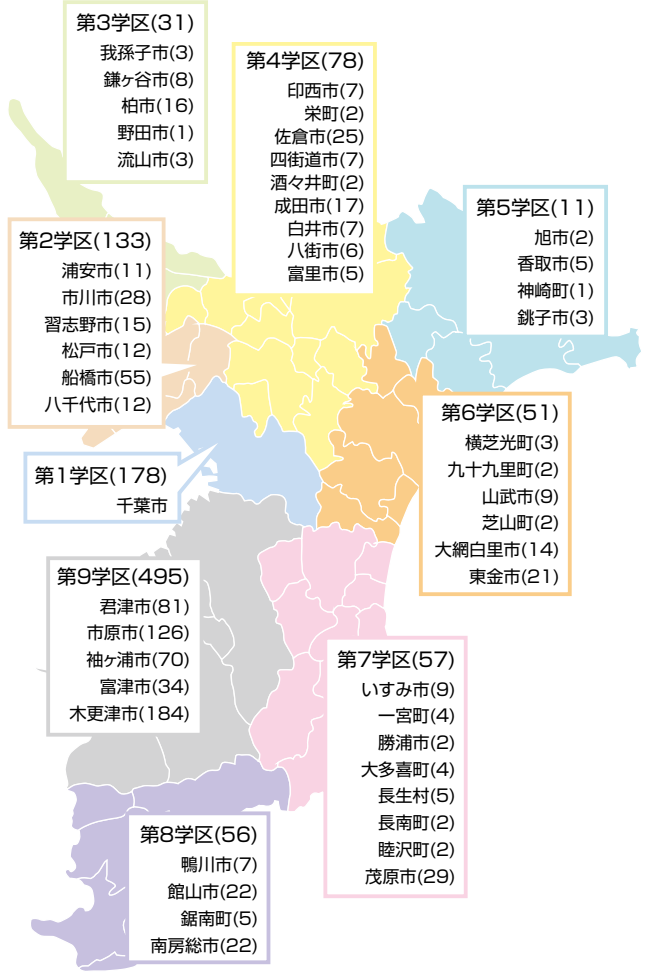 第3学区(31)
我孫子市(3)
鎌ヶ谷市(8)
柏市(16)
野田市(1)
流山市(3)
第4学区(78)
印西市(7)
栄町(2)
佐倉市(25)
四街道市(7)
酒々井町(2)
成田市(17)
白井市(7)
八街市(6)
富里市(5)
第5学区(11)
旭市(2)
香取市(5)
神崎町(1)
銚子市(3)
第2学区(133)
浦安市(11)
市川市(28)
習志野市(15)
松戸市(12)
船橋市(55)
八千代市(12)
第6学区(51)
横芝光町(3)
九十九里町(2)
山武市(9)
芝山町(2)
大網白里市(14)
東金市(21)
第1学区(178)
千葉市
第9学区(495)
君津市(81)
市原市(126)
袖ヶ浦市(70)
富津市(34)
木更津市(184)
第7学区(57)
いすみ市(9)
一宮町(4)
勝浦市(2)
大多喜町(4)
長生村(5)
長南町(2)
睦沢町(2)
茂原市(29)
第8学区(56)
鴨川市(7)
館山市(22)
鋸南町(5)
南房総市(22)